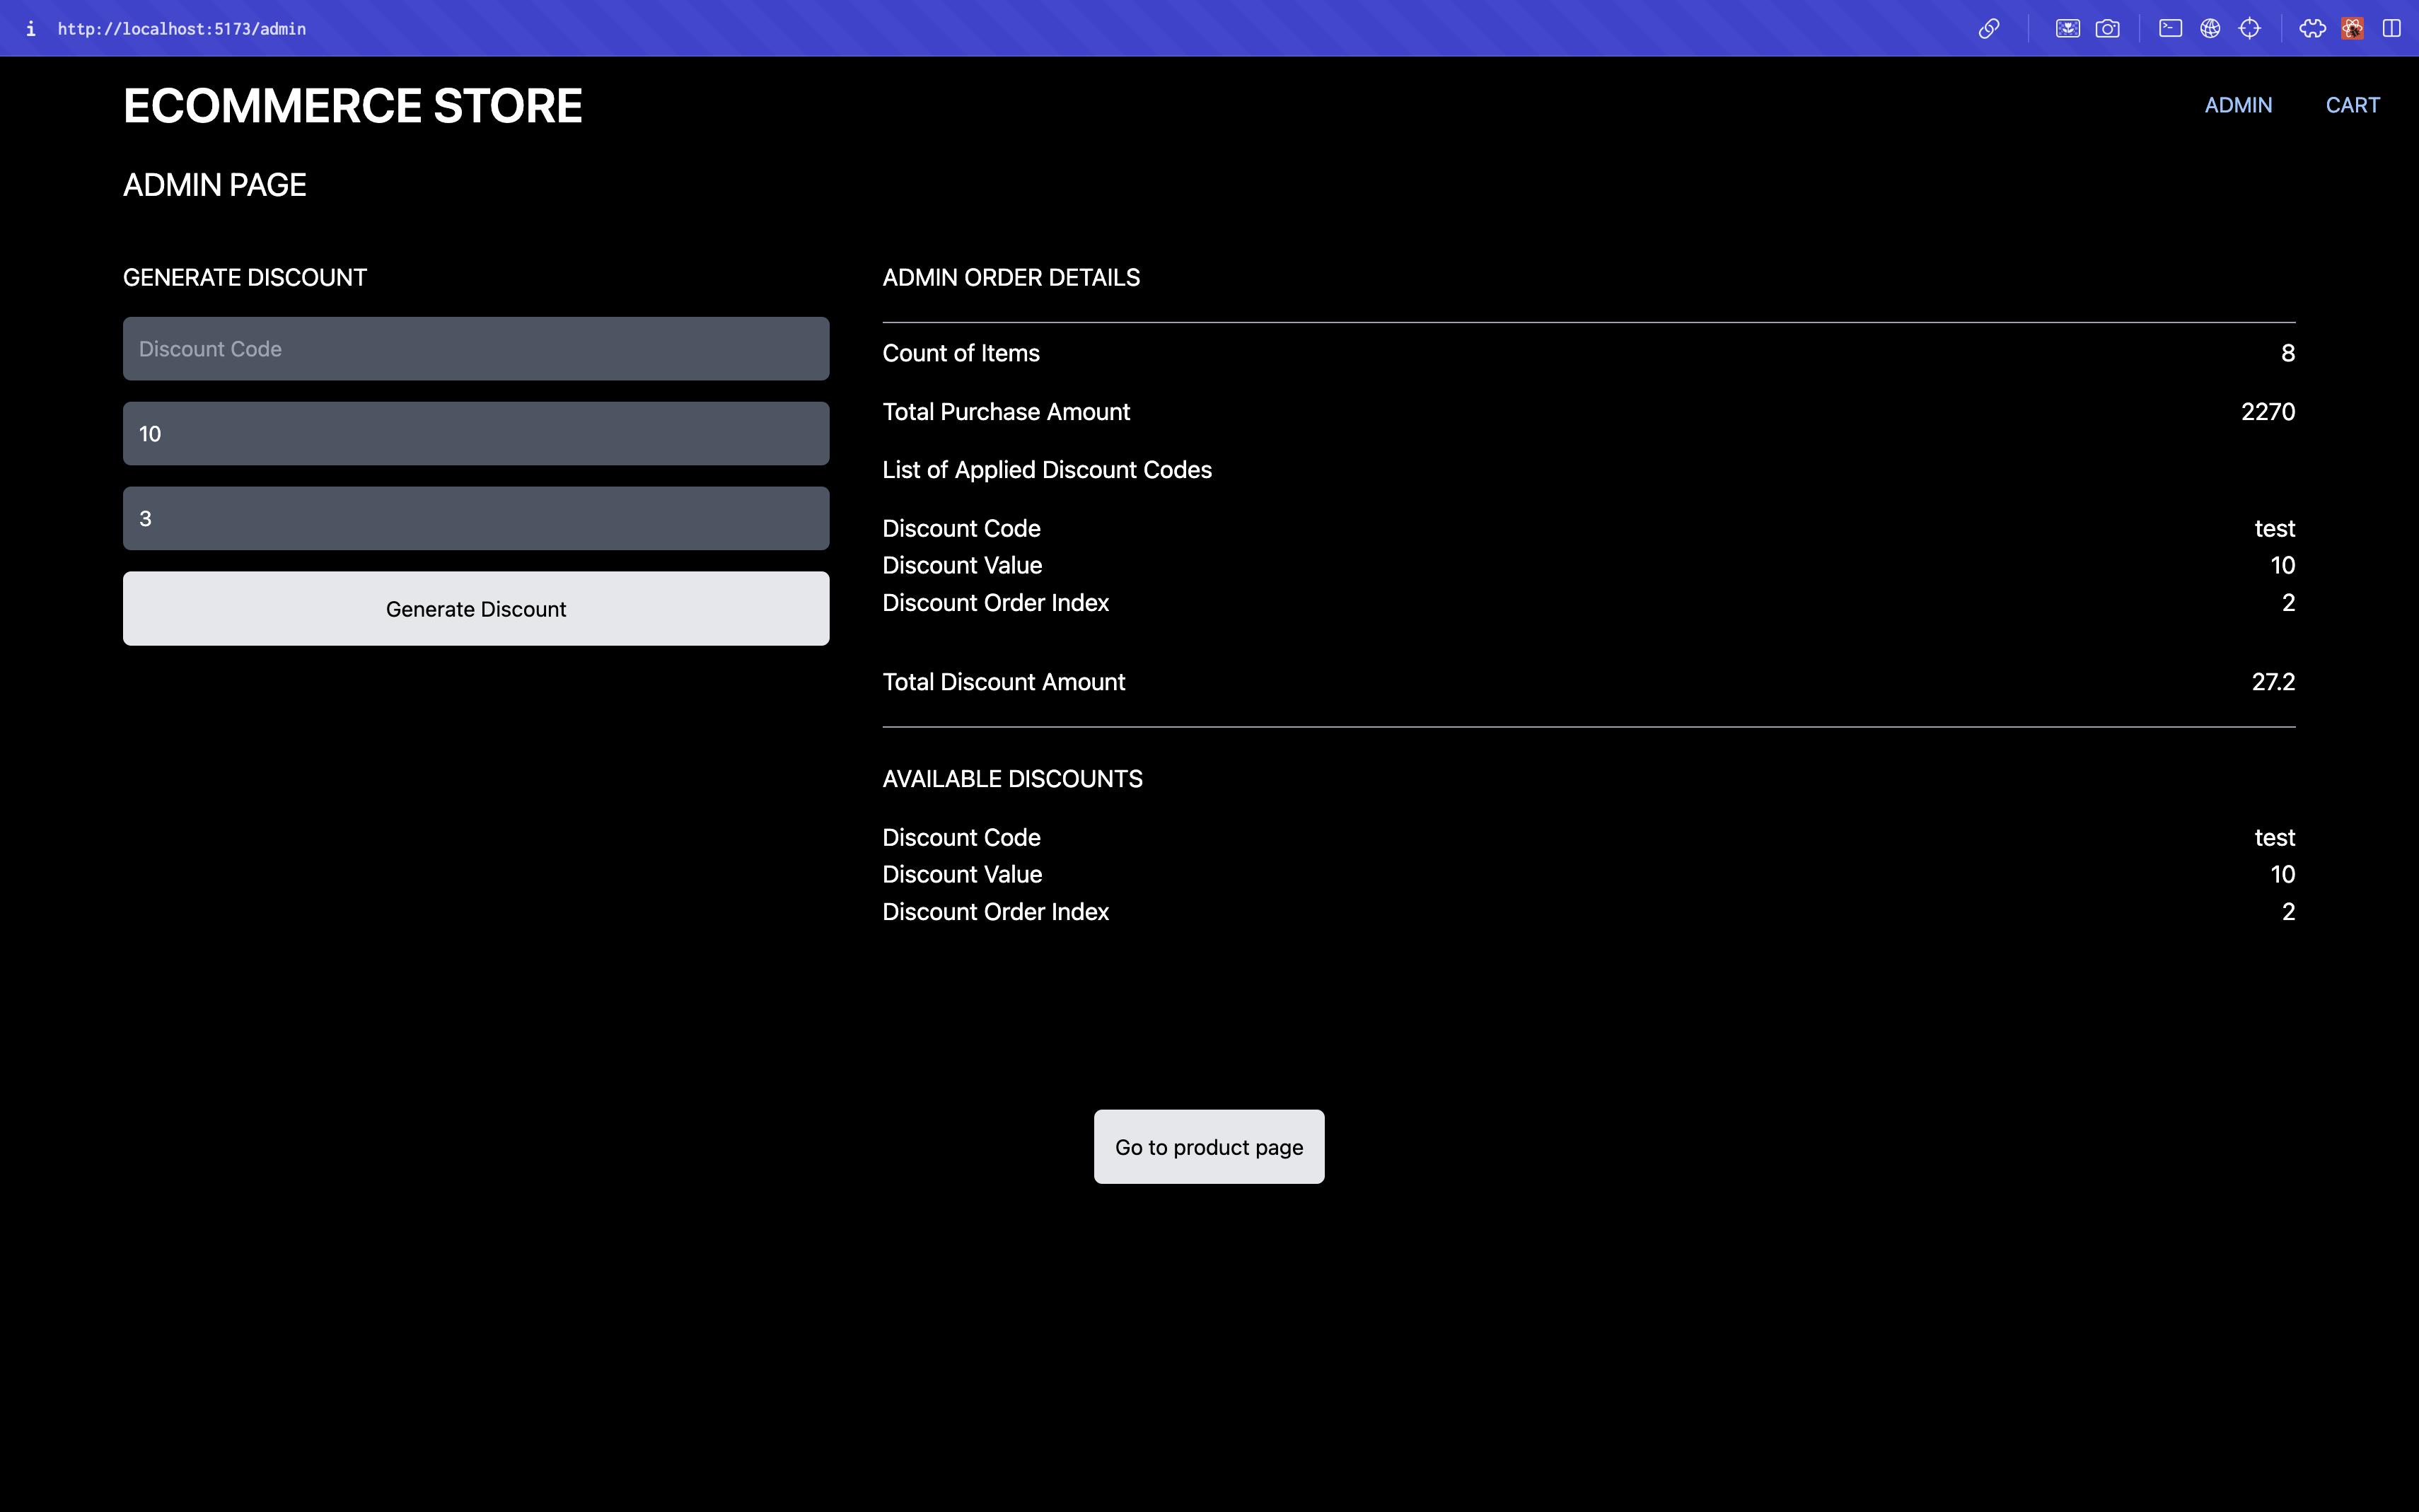 http://localhost:5173/admin
ECOMMERCE STORE
ADMIN
CART
ADMIN PAGE
GENERATE DISCOUNT
Discount Code
10
3
Generate Discount
ADMIN ORDER DETAILS
Count of Items 8
Total Purchase Amount 2270
List of Applied Discount Codes
Discount Code test
Discount Value 10
Discount Order Index 2
Total Discount Amount 27.2
AVAILABLE DISCOUNTS
Discount Code test
Discount Value 10
Discount Order Index 2
Go to product page